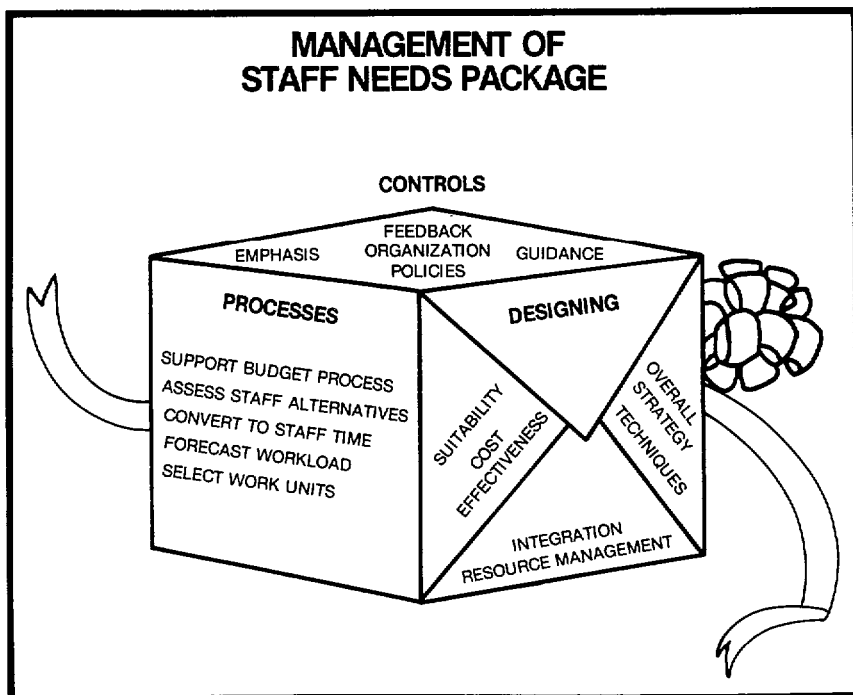 MANAGEMENT OF
STAFF NEEDS PACKAGE
CONTROLS
EMPHASIS
FEEDBACK
ORGANIZATION
POLICIES
GUIDANCE
PROCESSES
SUPPORT BUDGET PROCESS
ASSESS STAFF ALTERNATIVES
CONVERT TO STAFF TIME
FORECAST WORKLOAD
SELECT WORK UNITS
DESIGNING
SUITABILITY
COST
EFFECTIVENESS
OVERALL
STRATEGY
TECHNIQUES
INTEGRATION
RESOURCE MANAGEMENT